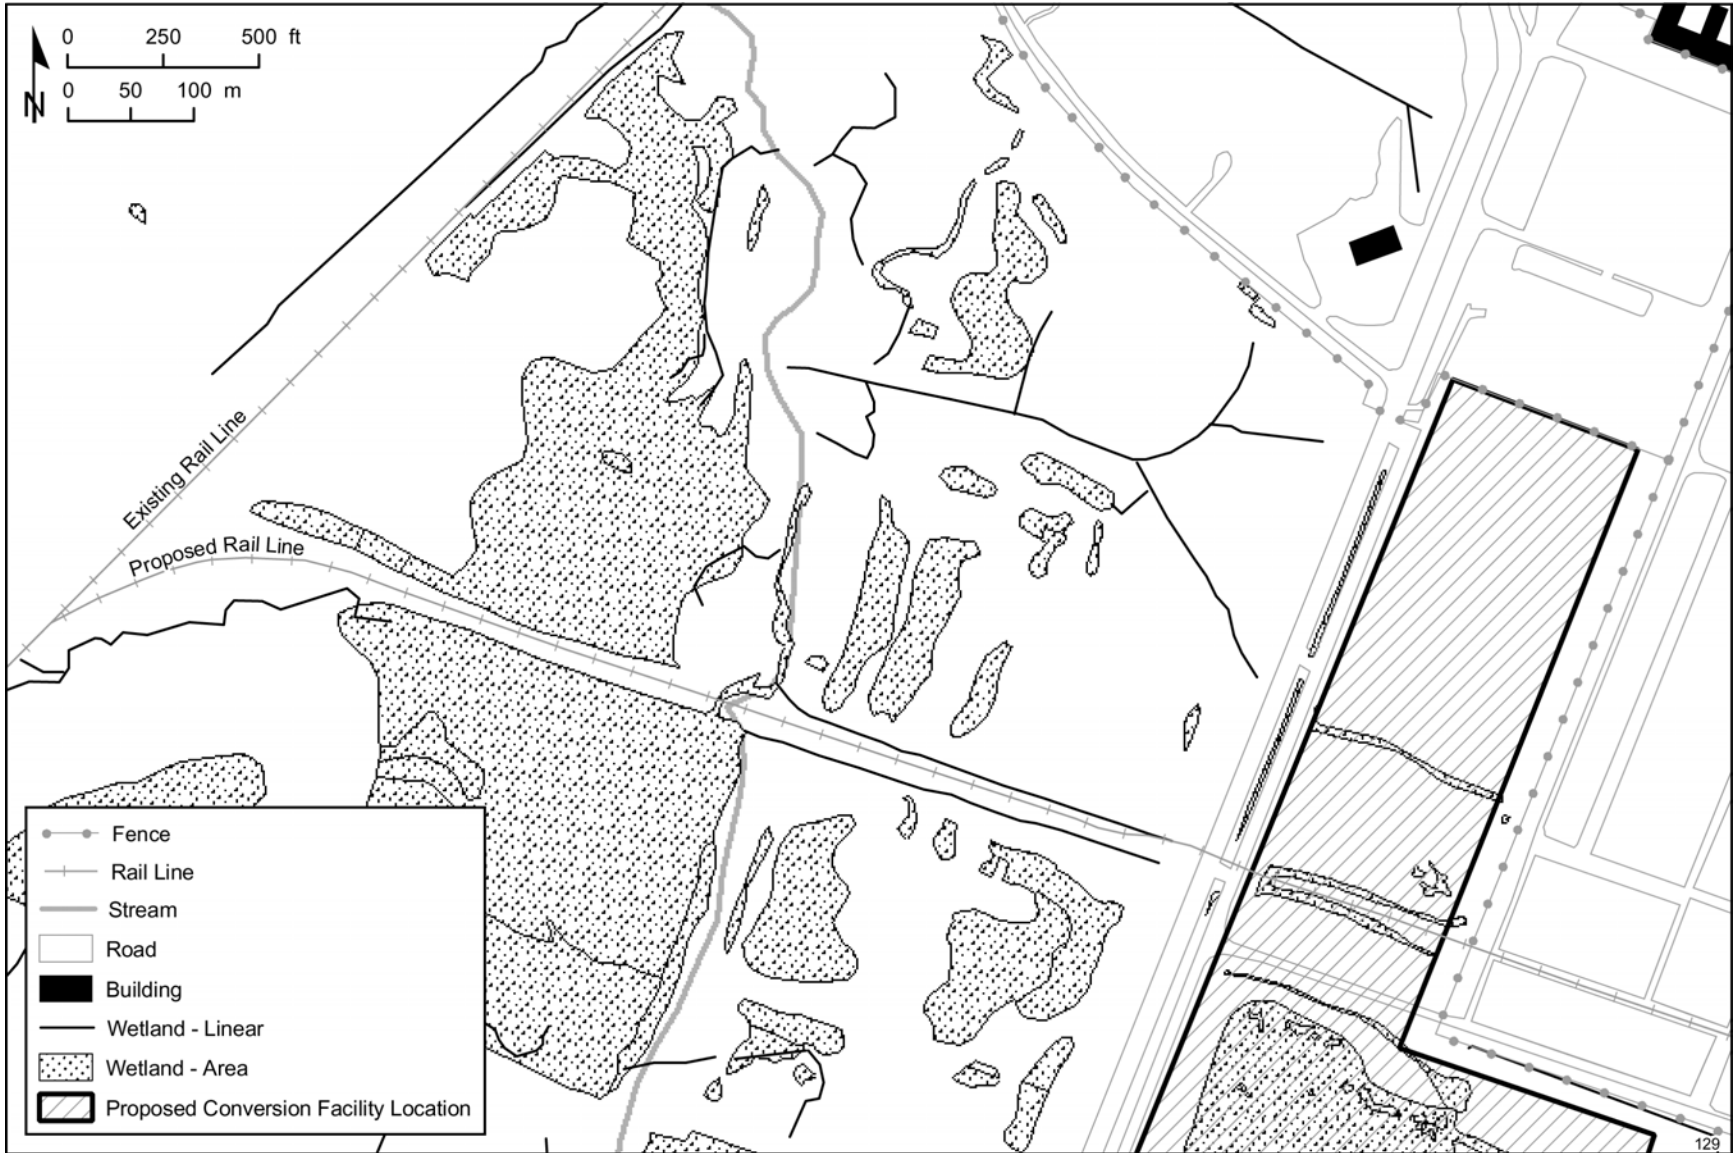 0 250 500 ft
0 50 100 m
N
Existing Rail Line
Proposed Rail Line
Fence
Rail Line
Stream
Road
Building
Wetland - Linear
Wetland - Area
Proposed Conversion Facility Location
129